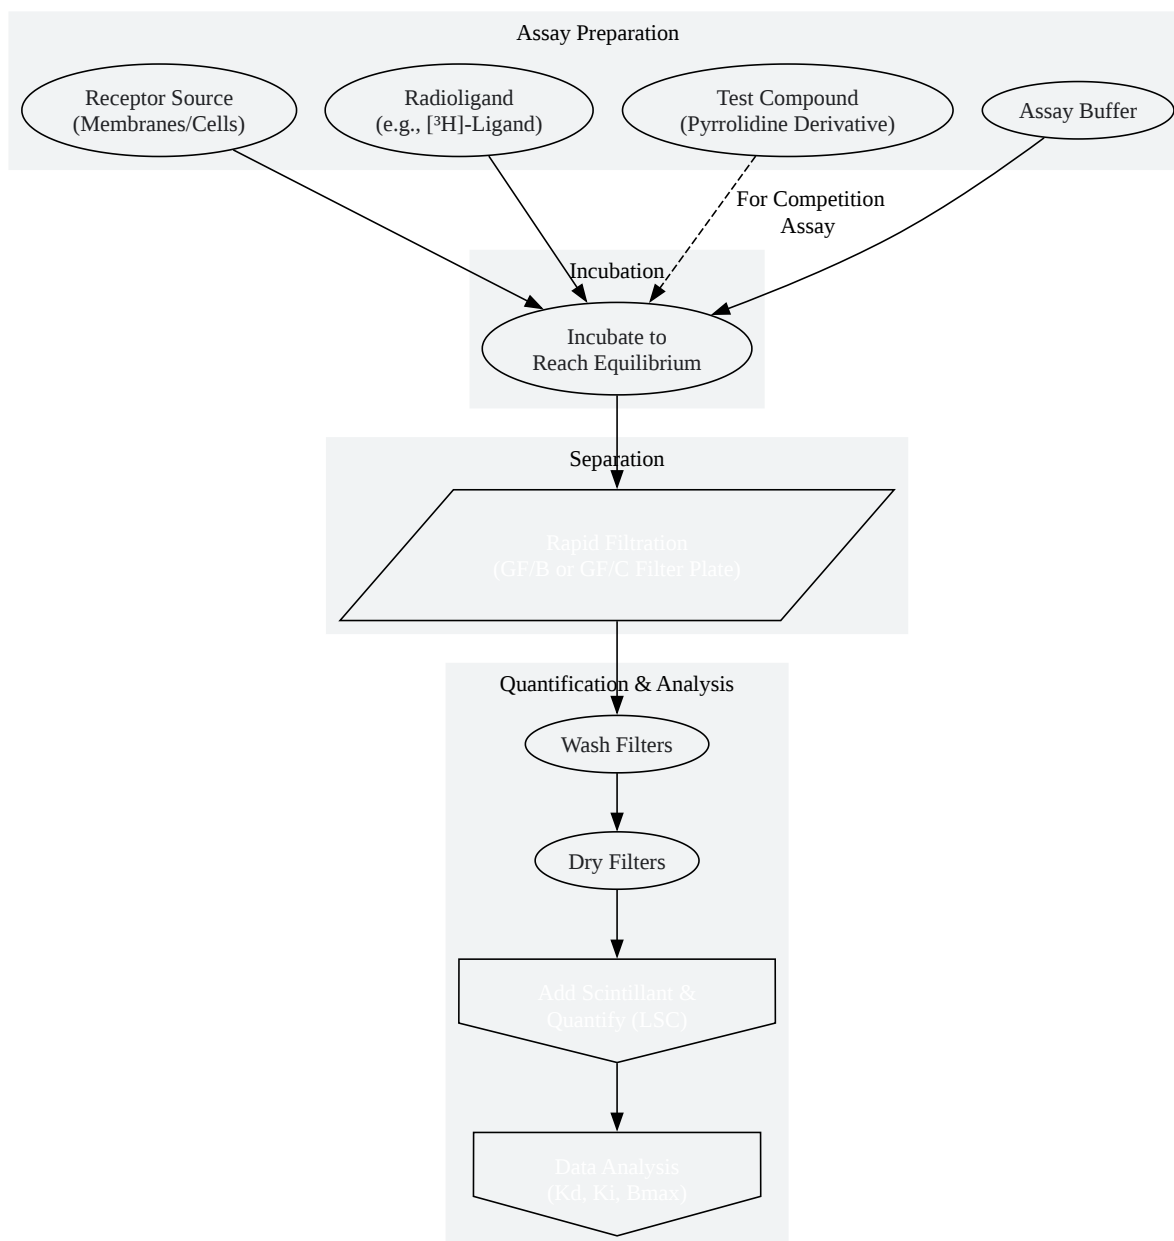 Assay Preparation
Receptor Source
(Membranes/Cells)
Radioligand
(e.g., [³H]-Ligand)
Test Compound
(Pyrrolidine Derivative)
Assay Buffer
For Competition
Assay
Incubation
Incubate to
Reach Equilibrium
Separation
Rapid Filtration
(GF/B or GF/C Filter Plate)
Quantification & Analysis
Wash Filters
Dry Filters
Add Scintillant &
Quantify (LSC)
Data Analysis
(Kd, Ki, Bmax)